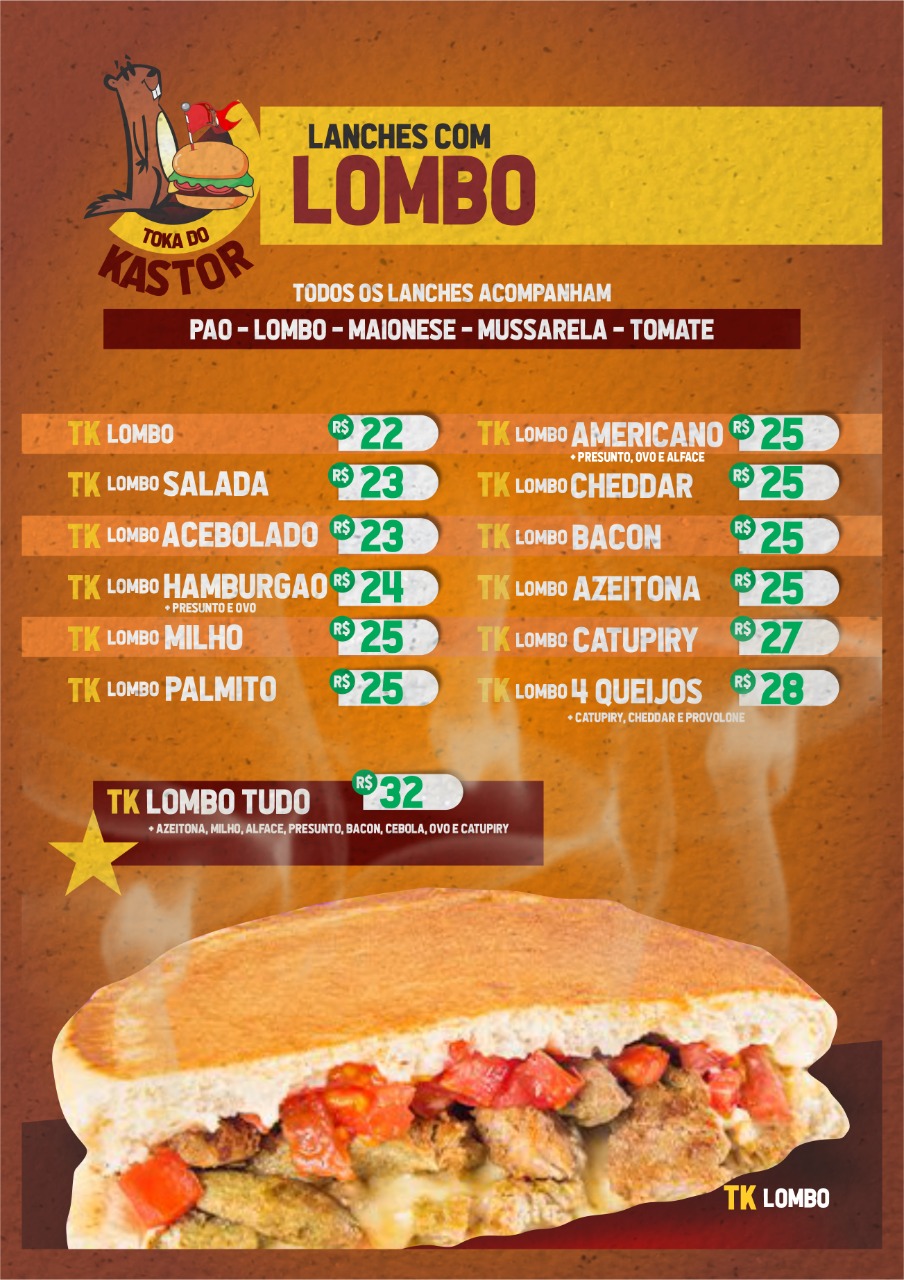 LANCHES COM
LOMBO
TOKA DO
KASTOR
TODOS OS LANCHES ACOMPANHAM
PAO - LOMBO - MAIONESE - MUSSARELA - TOMATE
TK LOMBO R$ 22
TK LOMBO SALADA R$ 23
TK LOMBO ACEBOLADO R$ 23
TK LOMBO HAMBURGAO R$ 24
+ PRESUNTO E OVO
TK LOMBO MILHO R$ 25
TK LOMBO PALMITO R$ 25
TK LOMBO AMERICANO R$ 25
+ PRESUNTO, OVO E ALFACE
TK LOMBO CHEDDAR R$ 25
TK LOMBO BACON R$ 25
TK LOMBO AZEITONA R$ 25
TK LOMBO CATUPIRY R$ 27
TK LOMBO 4 QUEIJOS R$ 28
+ CATUPIRY, CHEDDAR E PROVOLONE
TK LOMBO TUDO R$ 32
+ AZEITONA, MILHO, ALFACE, PRESUNTO, BACON, CEBOLA, OVO E CATUPIRY
TK LOMBO